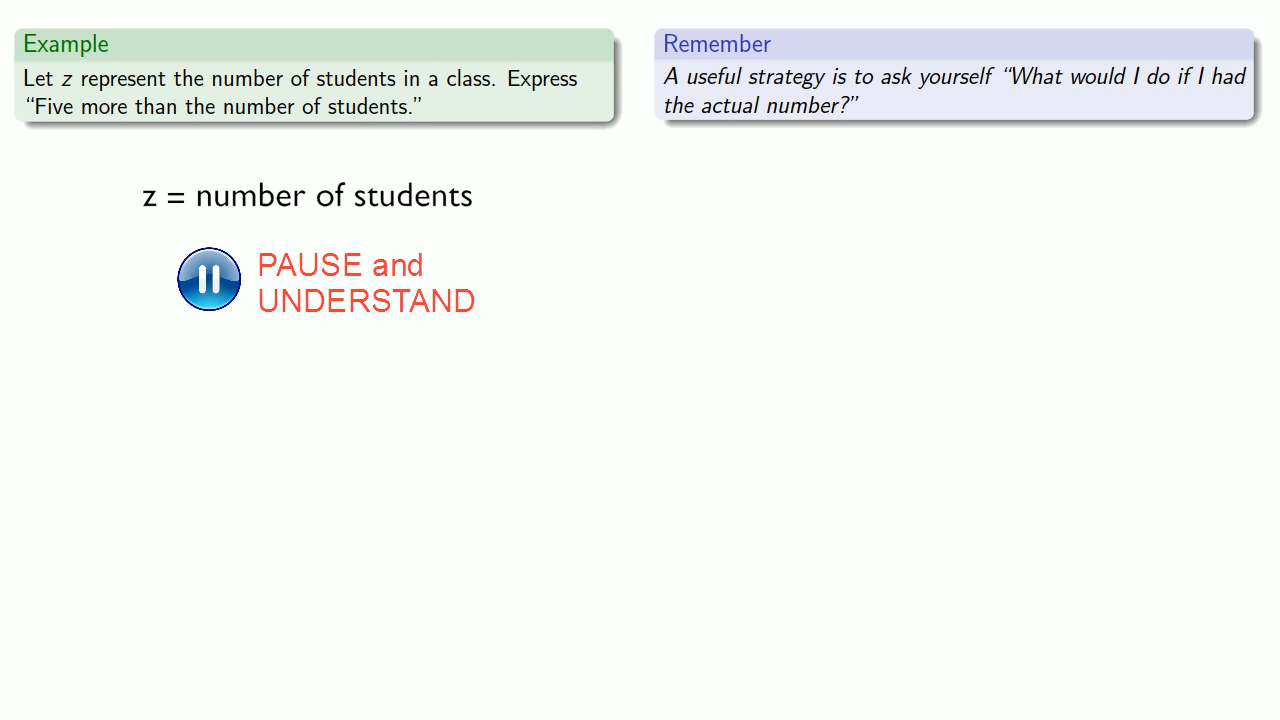 Example
Let z represent the number of students in a class. Express
“Five more than the number of students.”
Remember
A useful strategy is to ask yourself “What would I do if I had
the actual number?”
z = number of students
PAUSE and
UNDERSTAND